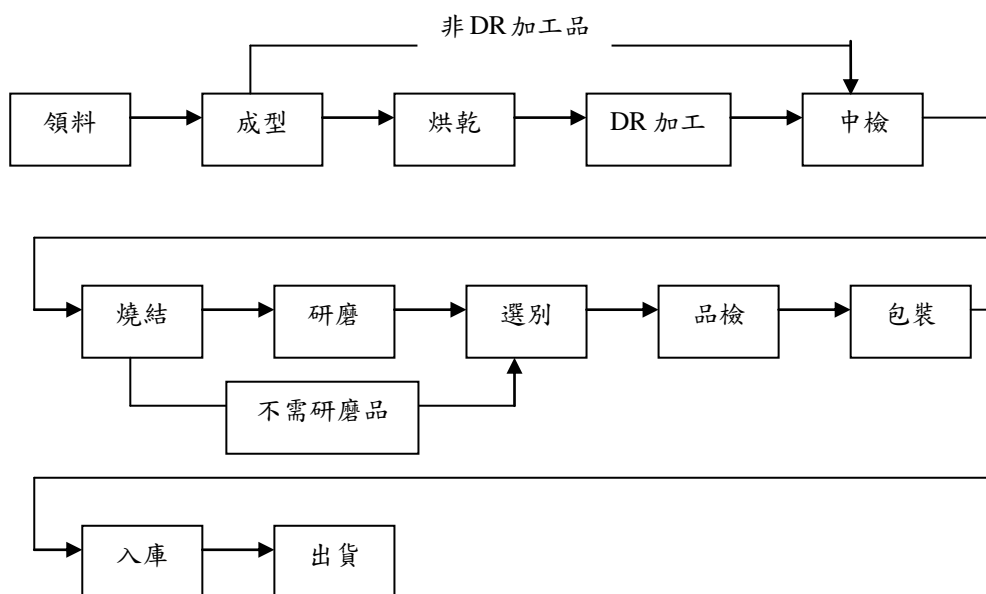 非DR加工品
領料
成型
烘乾
DR加工
中檢
燒結
研磨
選別
品檢
包裝
不需研磨品
入庫
出貨